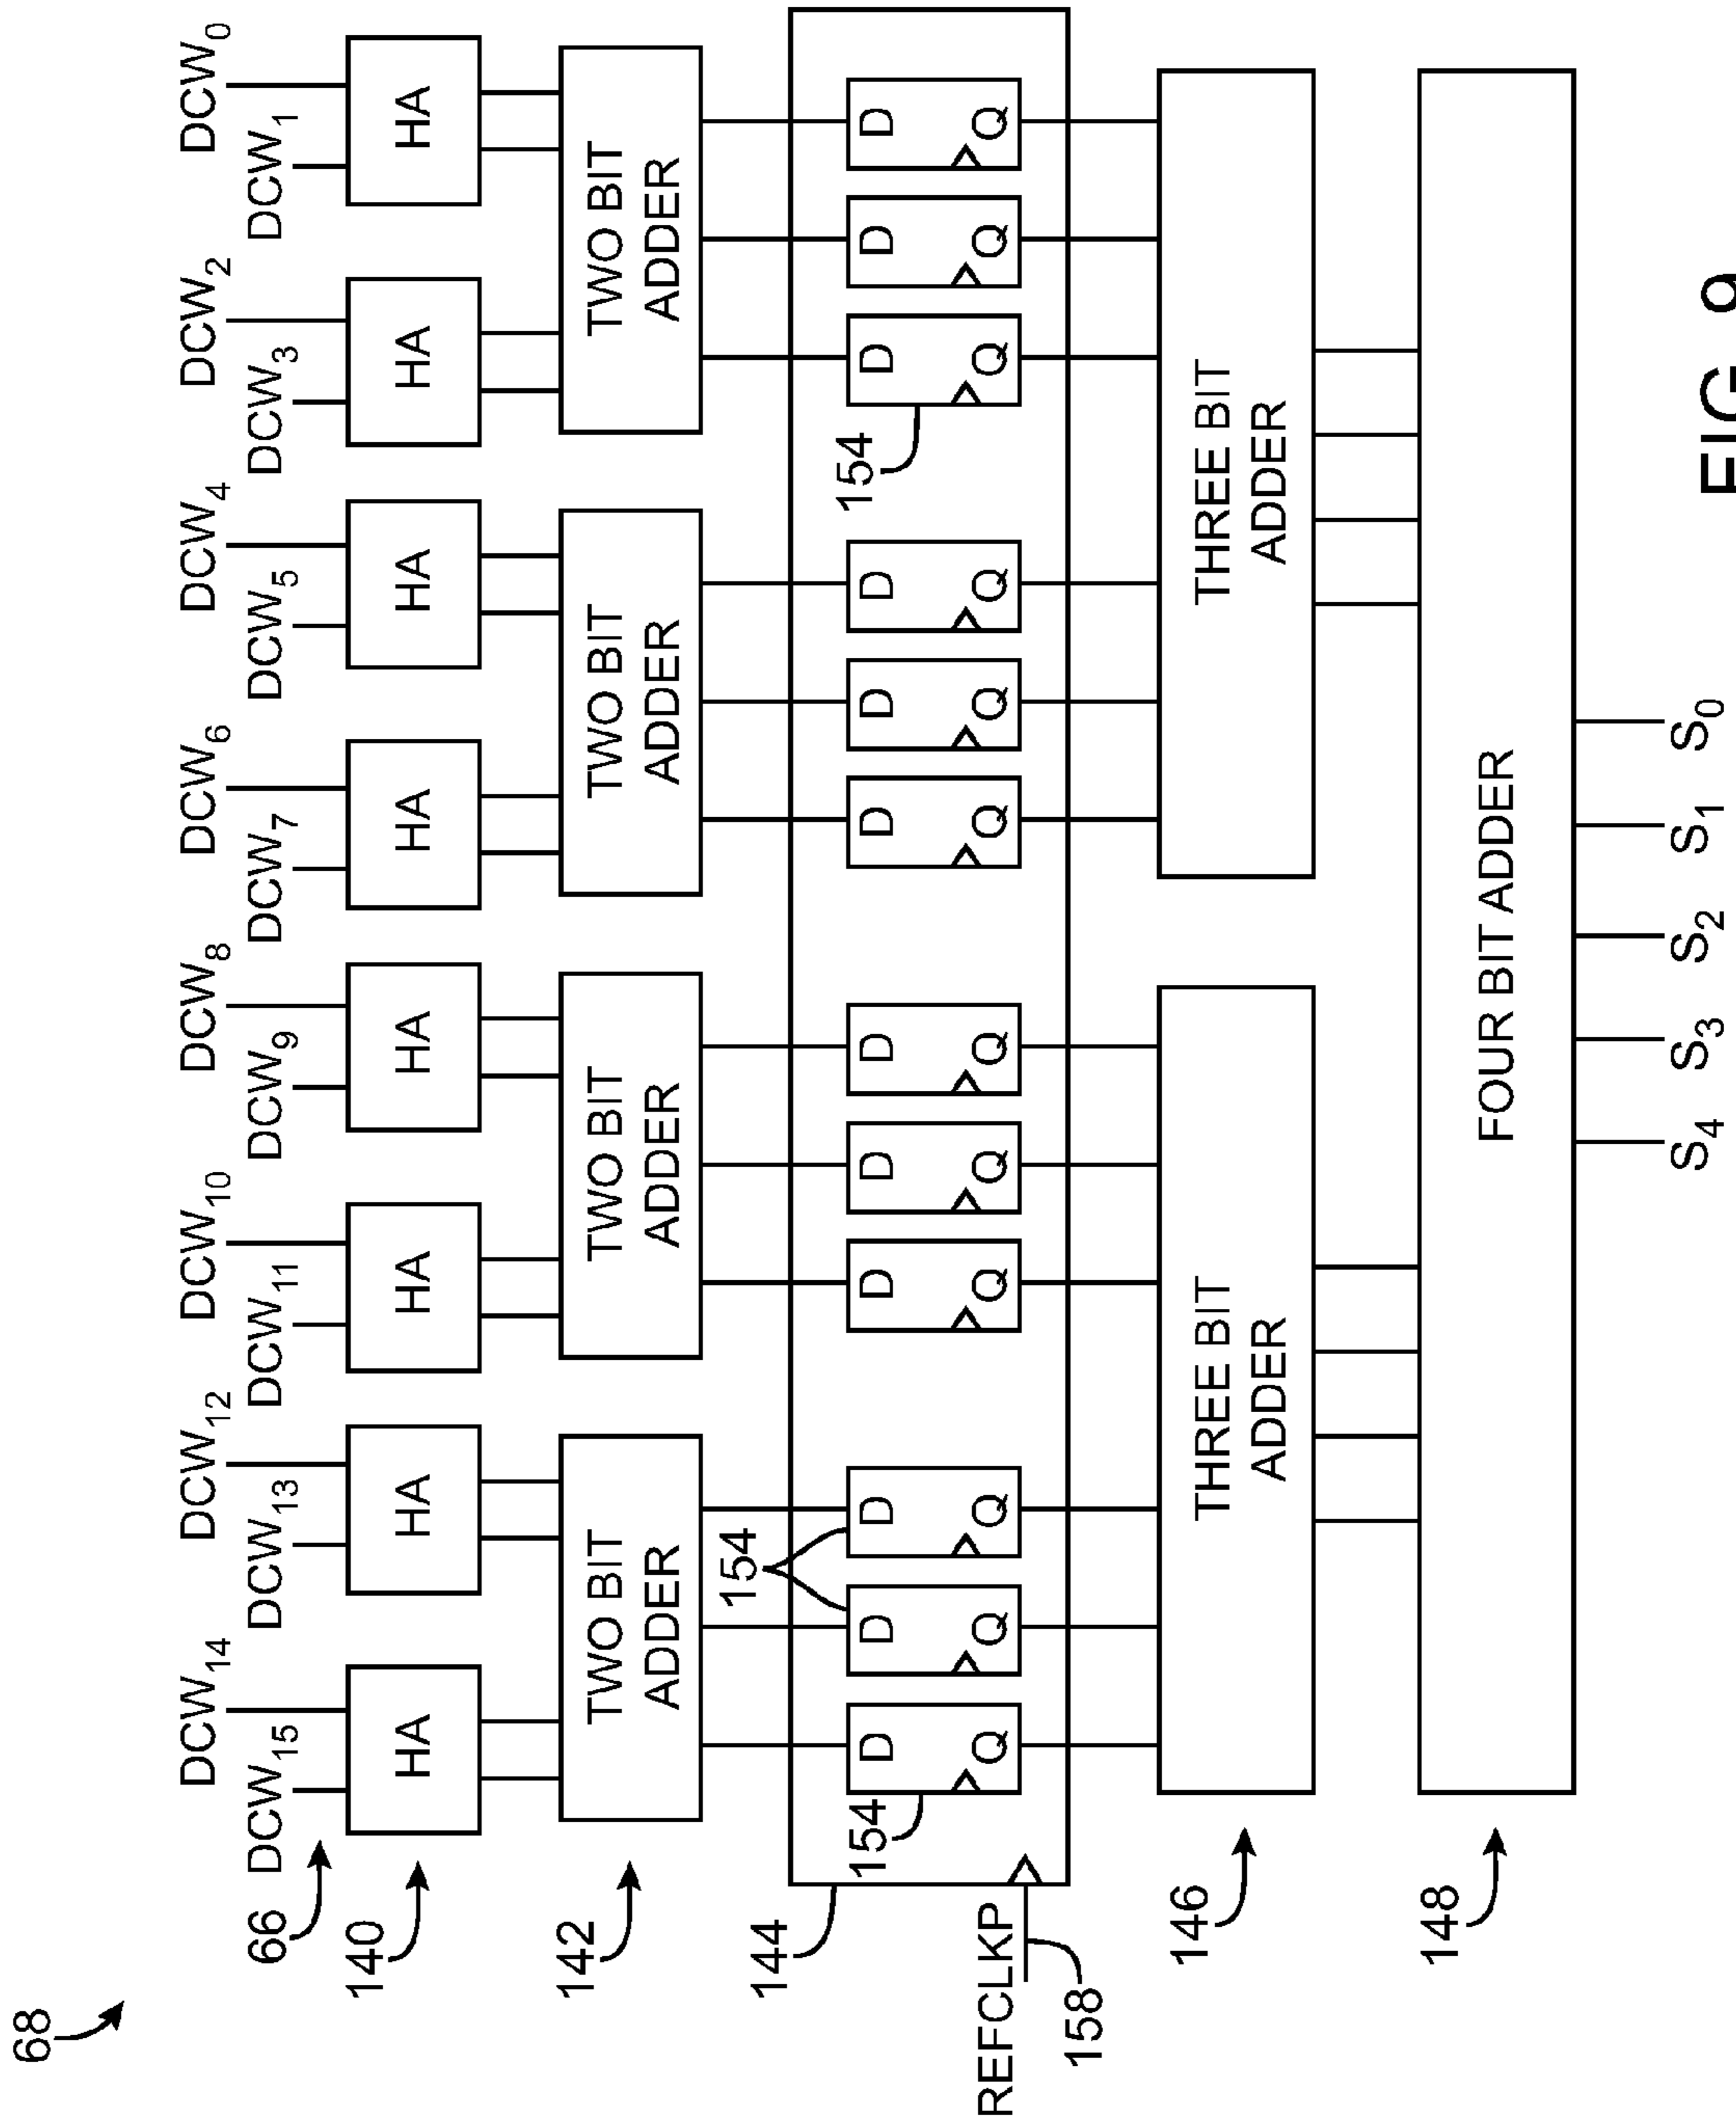 68
DCW14 DCW12 DCW10 DCW8 DCW6 DCW4 DCW2 DCW0
66 DCW15 DCW13 DCW11 DCW9 DCW7 DCW5 DCW3 DCW1
140 HA HA HA HA HA HA HA HA
142 TWO BIT TWO BIT TWO BIT TWO BIT
ADDER ADDER ADDER ADDER
154
144
154 D D D D D D D D D 154 D D D
Q Q Q Q Q Q Q Q Q Q Q Q
REFCLKP
158
146 THREE BIT THREE BIT
ADDER ADDER
148 FOUR BIT ADDER
S4 S3 S2 S1 S0
FIG. 9